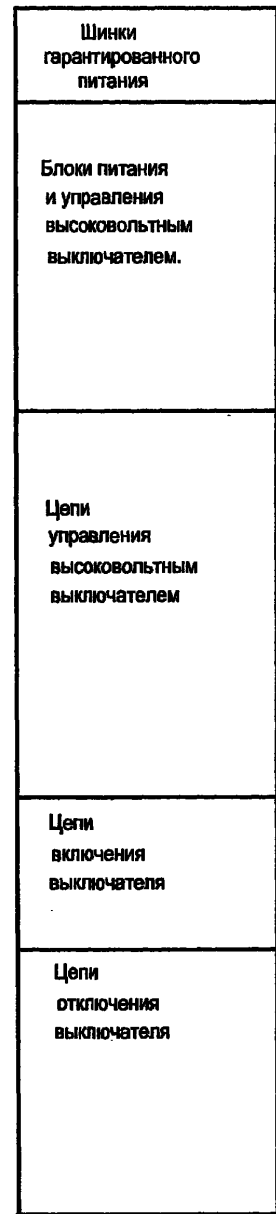 Шинки
гарантированного
питания
Блоки питания
и управления
высоковольтным
выключателем.
Цепи
управления
высоковольтным
выключателем
Цепи
включения
выключателя
Цепи
отключения
выключателя